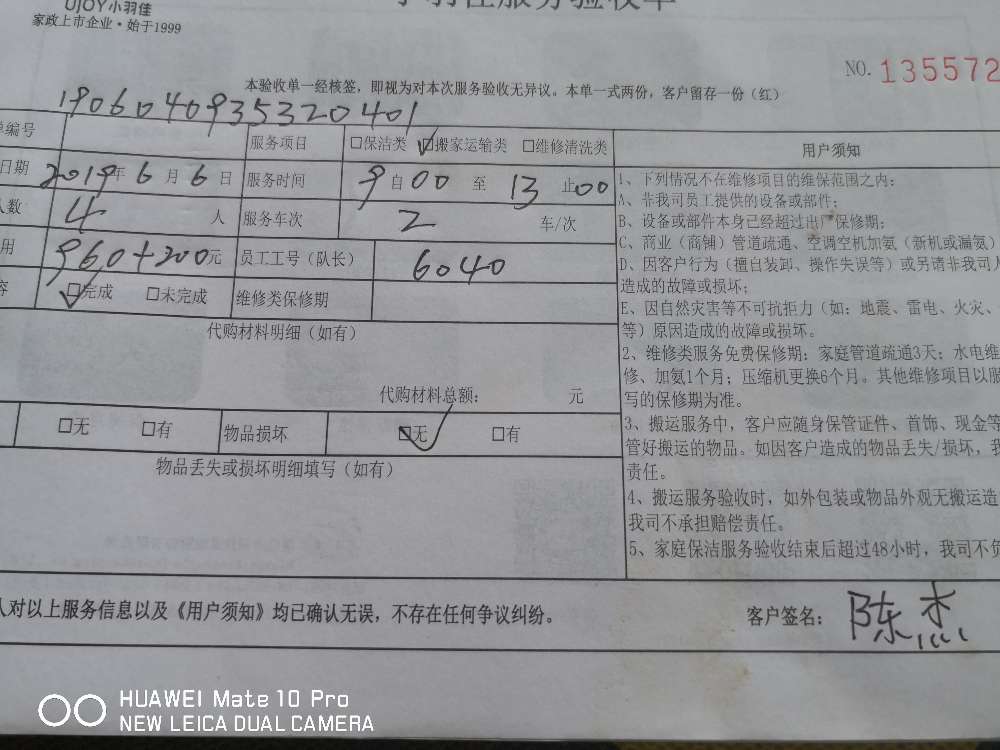 UJOY小羽佳
家政上市企业·始于1999
服务验收单
NO. 135572
本验收单一经核签，即视为对本次服务验收无异议。本单一式两份，客户留存一份（红）
1906040935320401
单编号 服务项目 □保洁类 ☑搬家运输类 □维修清洗类 用户须知
日期 2019年6月6日 服务时间 9自00至13止00
人数 4人 服务车次 2 车/次
用 960+200元 员工工号（队长） 6040
容 ☑完成 □未完成 维修类保修期
代购材料明细（如有）
代购材料总额： 元
□无 □有 物品损坏 ☑无 □有
物品丢失或损坏明细填写（如有）
1、下列情况不在维修项目的维保范围之内：
A、非我司员工提供的设备或部件；
B、设备或部件本身已经超过出厂保修期；
C、商业（商铺）管道疏通、空调空机加氨（新机或漏氨）
D、因客户行为（擅自装卸、操作失误等）或另请非我司人
造成的故障或损坏；
E、因自然灾害等不可抗拒力（如：地震、雷电、火灾、
等）原因造成的故障或损坏。
2、维修类服务免费保修期：家庭管道疏通3天；水电维
修、加氨1个月；压缩机更换6个月。其他维修项目以服
写的保修期为准。
3、搬运服务中，客户应随身保管证件、首饰、现金等
管好搬运的物品。如因客户造成的物品丢失/损坏，我
责任。
4、搬运服务验收时，如外包装或物品外观无搬运造
我司不承担赔偿责任。
5、家庭保洁服务验收结束后超过48小时，我司不负
人对以上服务信息以及《用户须知》均已确认无误，不存在任何争议纠纷。 客户签名： 陈杰
HUAWEI Mate 10 Pro
NEW LEICA DUAL CAMERA